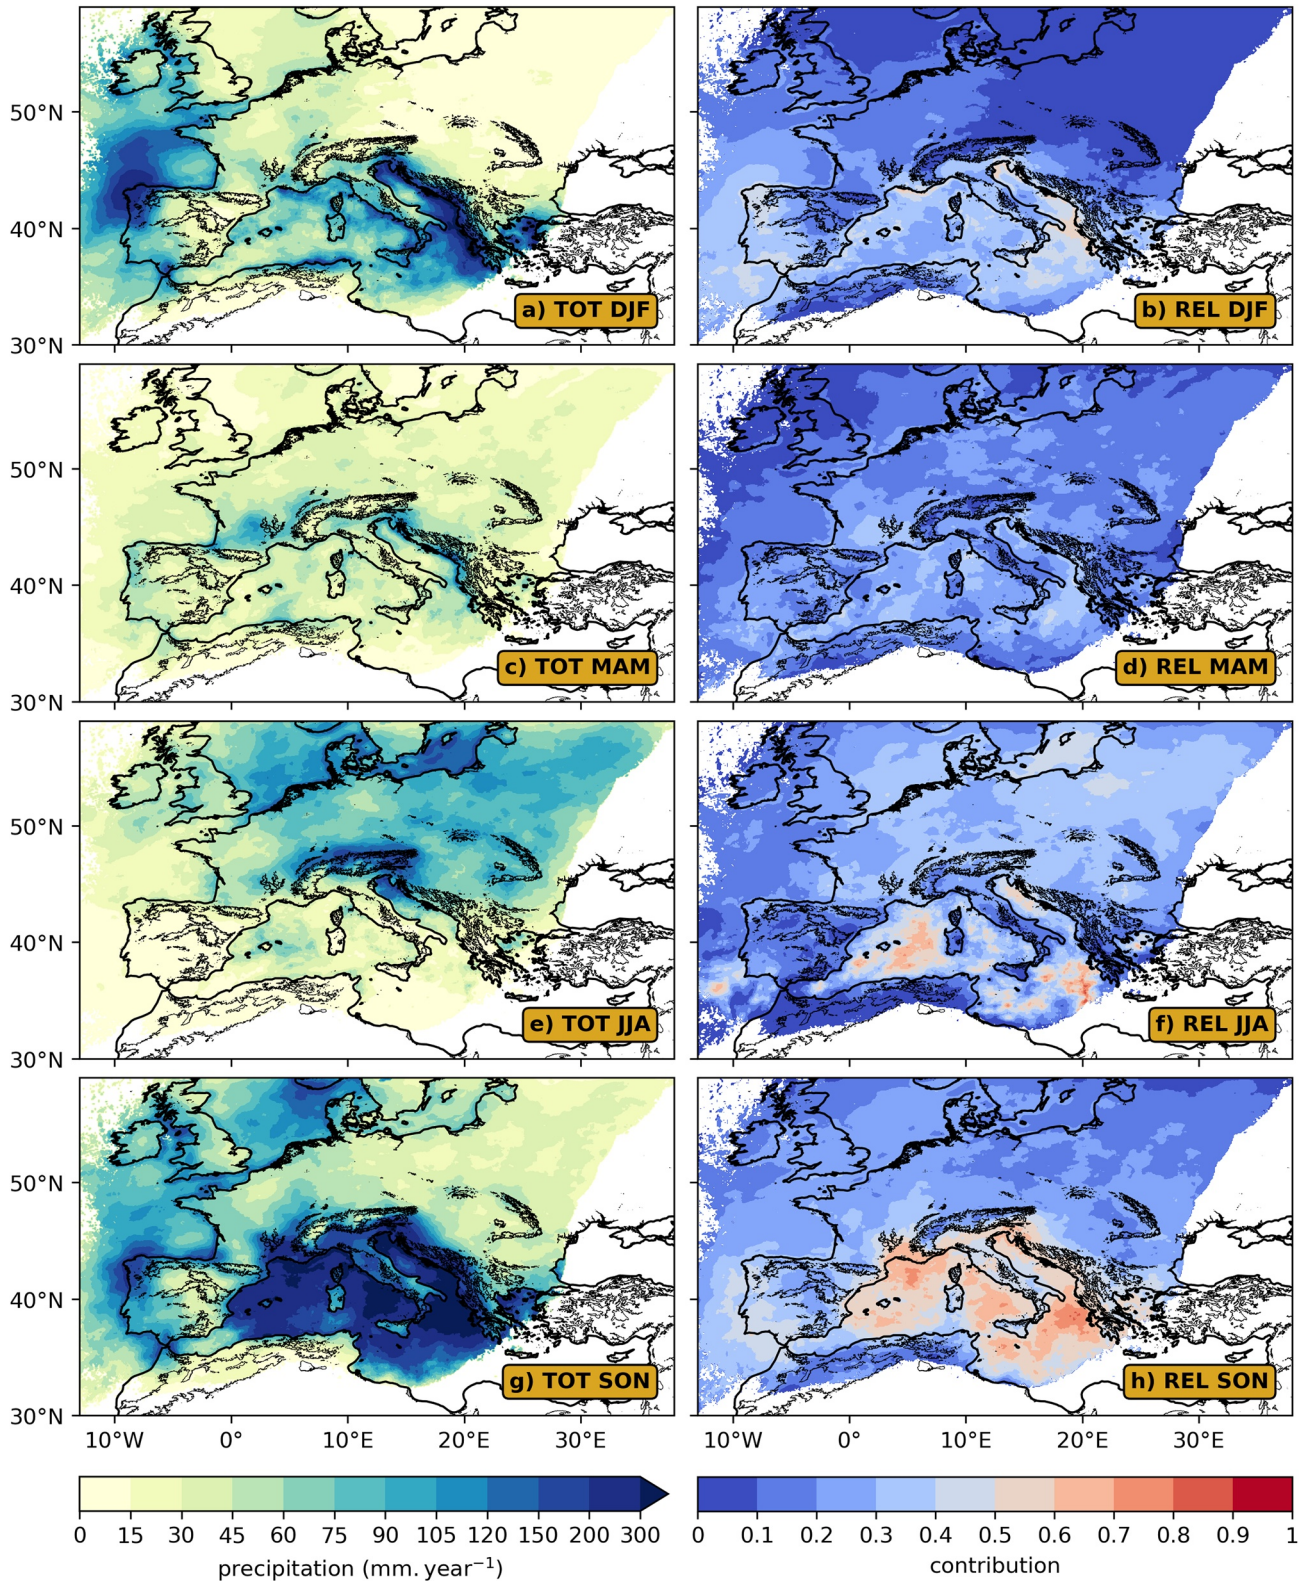 50°N
40°N
30°N
a) TOT DJF
b) REL DJF
50°N
40°N
30°N
c) TOT MAM
d) REL MAM
50°N
40°N
30°N
e) TOT JJA
f) REL JJA
50°N
40°N
30°N
g) TOT SON
h) REL SON
10°W 0° 10°E 20°E 30°E
10°W 0° 10°E 20°E 30°E
0 15 30 45 60 75 90 105 120 150 200 300
precipitation (mm. year⁻¹)
0 0.1 0.2 0.3 0.4 0.5 0.6 0.7 0.8 0.9 1
contribution